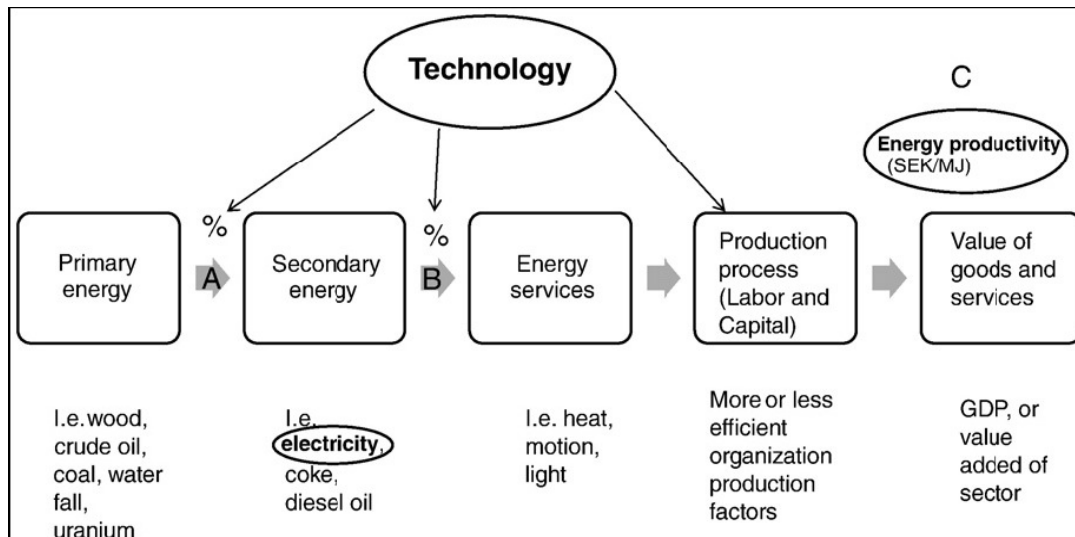 Technology
C
Energy productivity
(SEK/MJ)
%
%
Primary
energy
A
Secondary
energy
B
Energy
services
Production
process
(Labor and
Capital)
Value of
goods and
services
I.e.wood,
crude oil,
coal, water
fall,
uranium
I.e.
electricity,
coke,
diesel oil
I.e. heat,
motion,
light
More or less
efficient
organization
production
factors
GDP, or
value
added of
sector